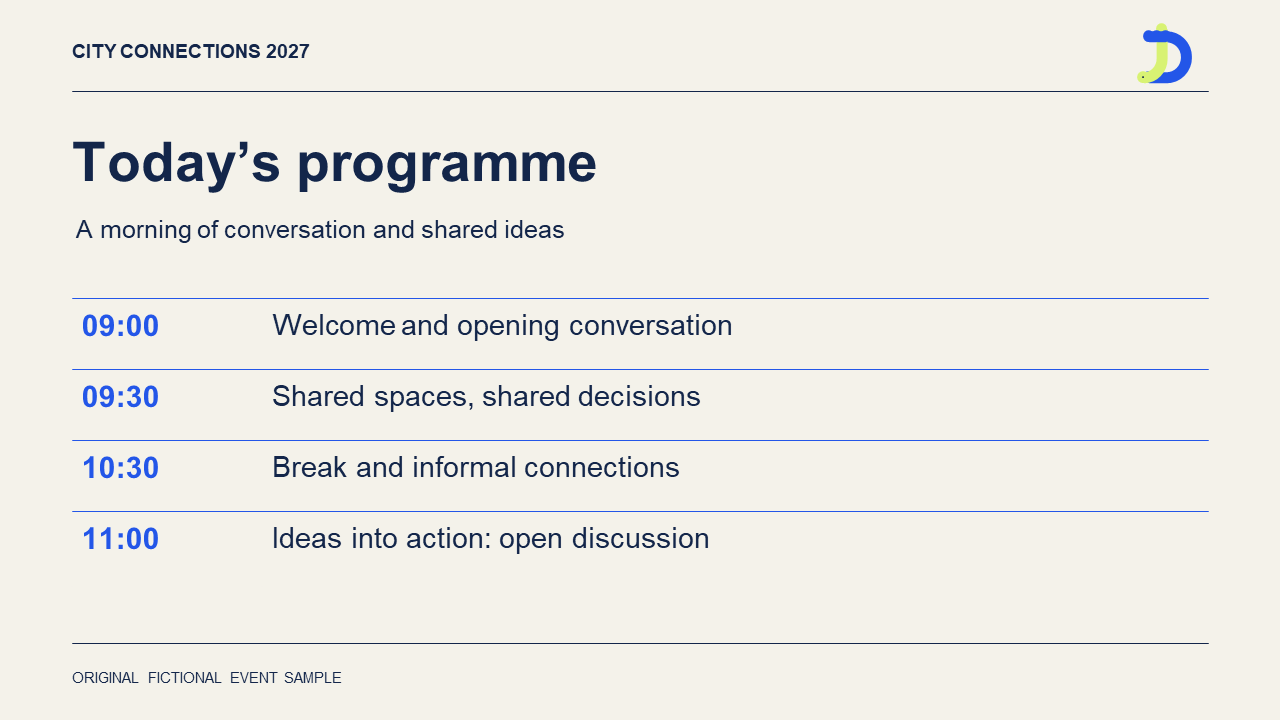 CITY CONNECTIONS 2027
Today’s programme
A morning of conversation and shared ideas
09:00 Welcome and opening conversation
09:30 Shared spaces, shared decisions
10:30 Break and informal connections
11:00 Ideas into action: open discussion
ORIGINAL FICTIONAL EVENT SAMPLE